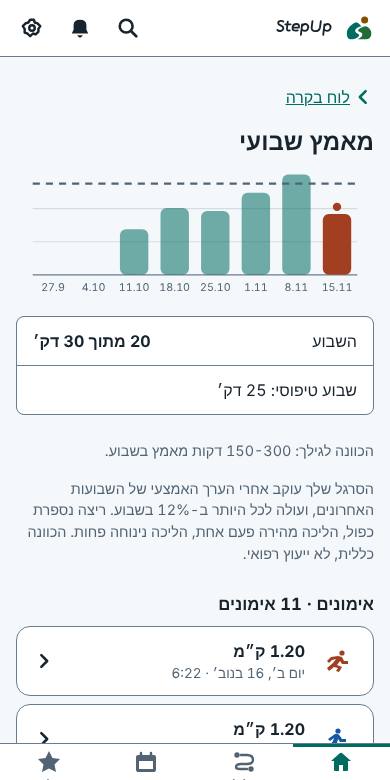 StepUp
לוח בקרה
מאמץ שבועי
27.9 4.10 11.10 18.10 25.10 1.11 8.11 15.11
השבוע 20 מתוך 30 דק׳
שבוע טיפוסי: 25 דק׳
הכוונה לגילך: 150-300 דקות מאמץ בשבוע.
הסרגל שלך עוקב אחרי הערך האמצעי של השבועות
האחרונים, ועולה לכל היותר ב-12% בשבוע. ריצה נספרת
כפול, הליכה מהירה פעם אחת, הליכה נינוחה פחות. הכוונה
כללית, לא ייעוץ רפואי.
אימונים · 11 אימונים
1.20 ק״מ
יום ב׳, 16 בנוב׳ · 6:22
1.20 ק״מ